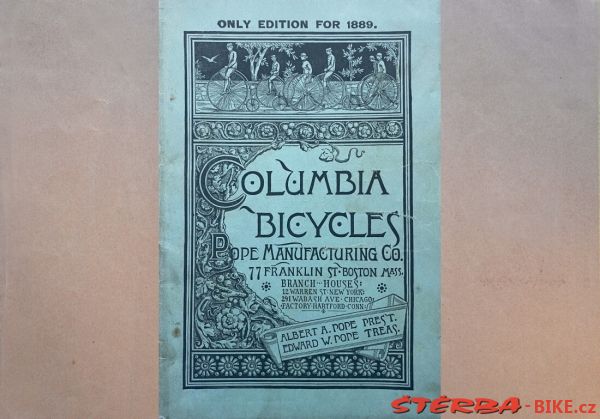 ONLY EDITION FOR 1889.
COLUMBIA
BICYCLES
POPE MANUFACTURING CO.
77 FRANKLIN ST· BOSTON MASS.
BRANCH HOUSES:
12 WARREN ST· NEW YORK·
291 WABASH AVE· CHICAGO·
FACTORY· HARTFORD· CONN·
ALBERT A. POPE PREST.
EDWARD W. POPE TREAS.
ŠTĚRBA-BIKE.cz